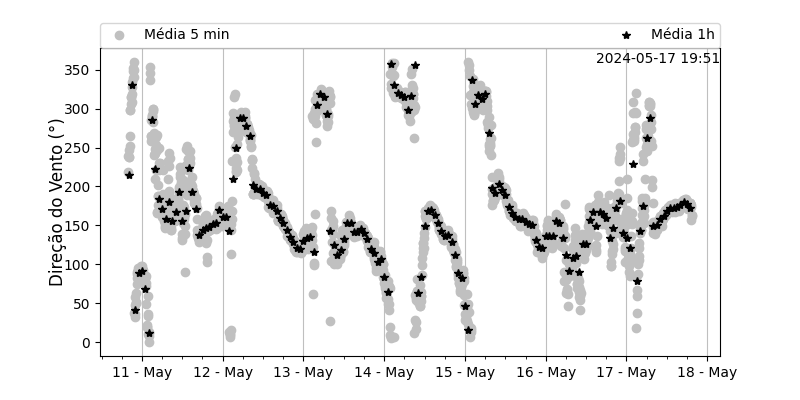 Média 5 min
Média 1h
2024-05-17 19:51
Direção do Vento (°)
350
300
250
200
150
100
50
0
11 - May
12 - May
13 - May
14 - May
15 - May
16 - May
17 - May
18 - May